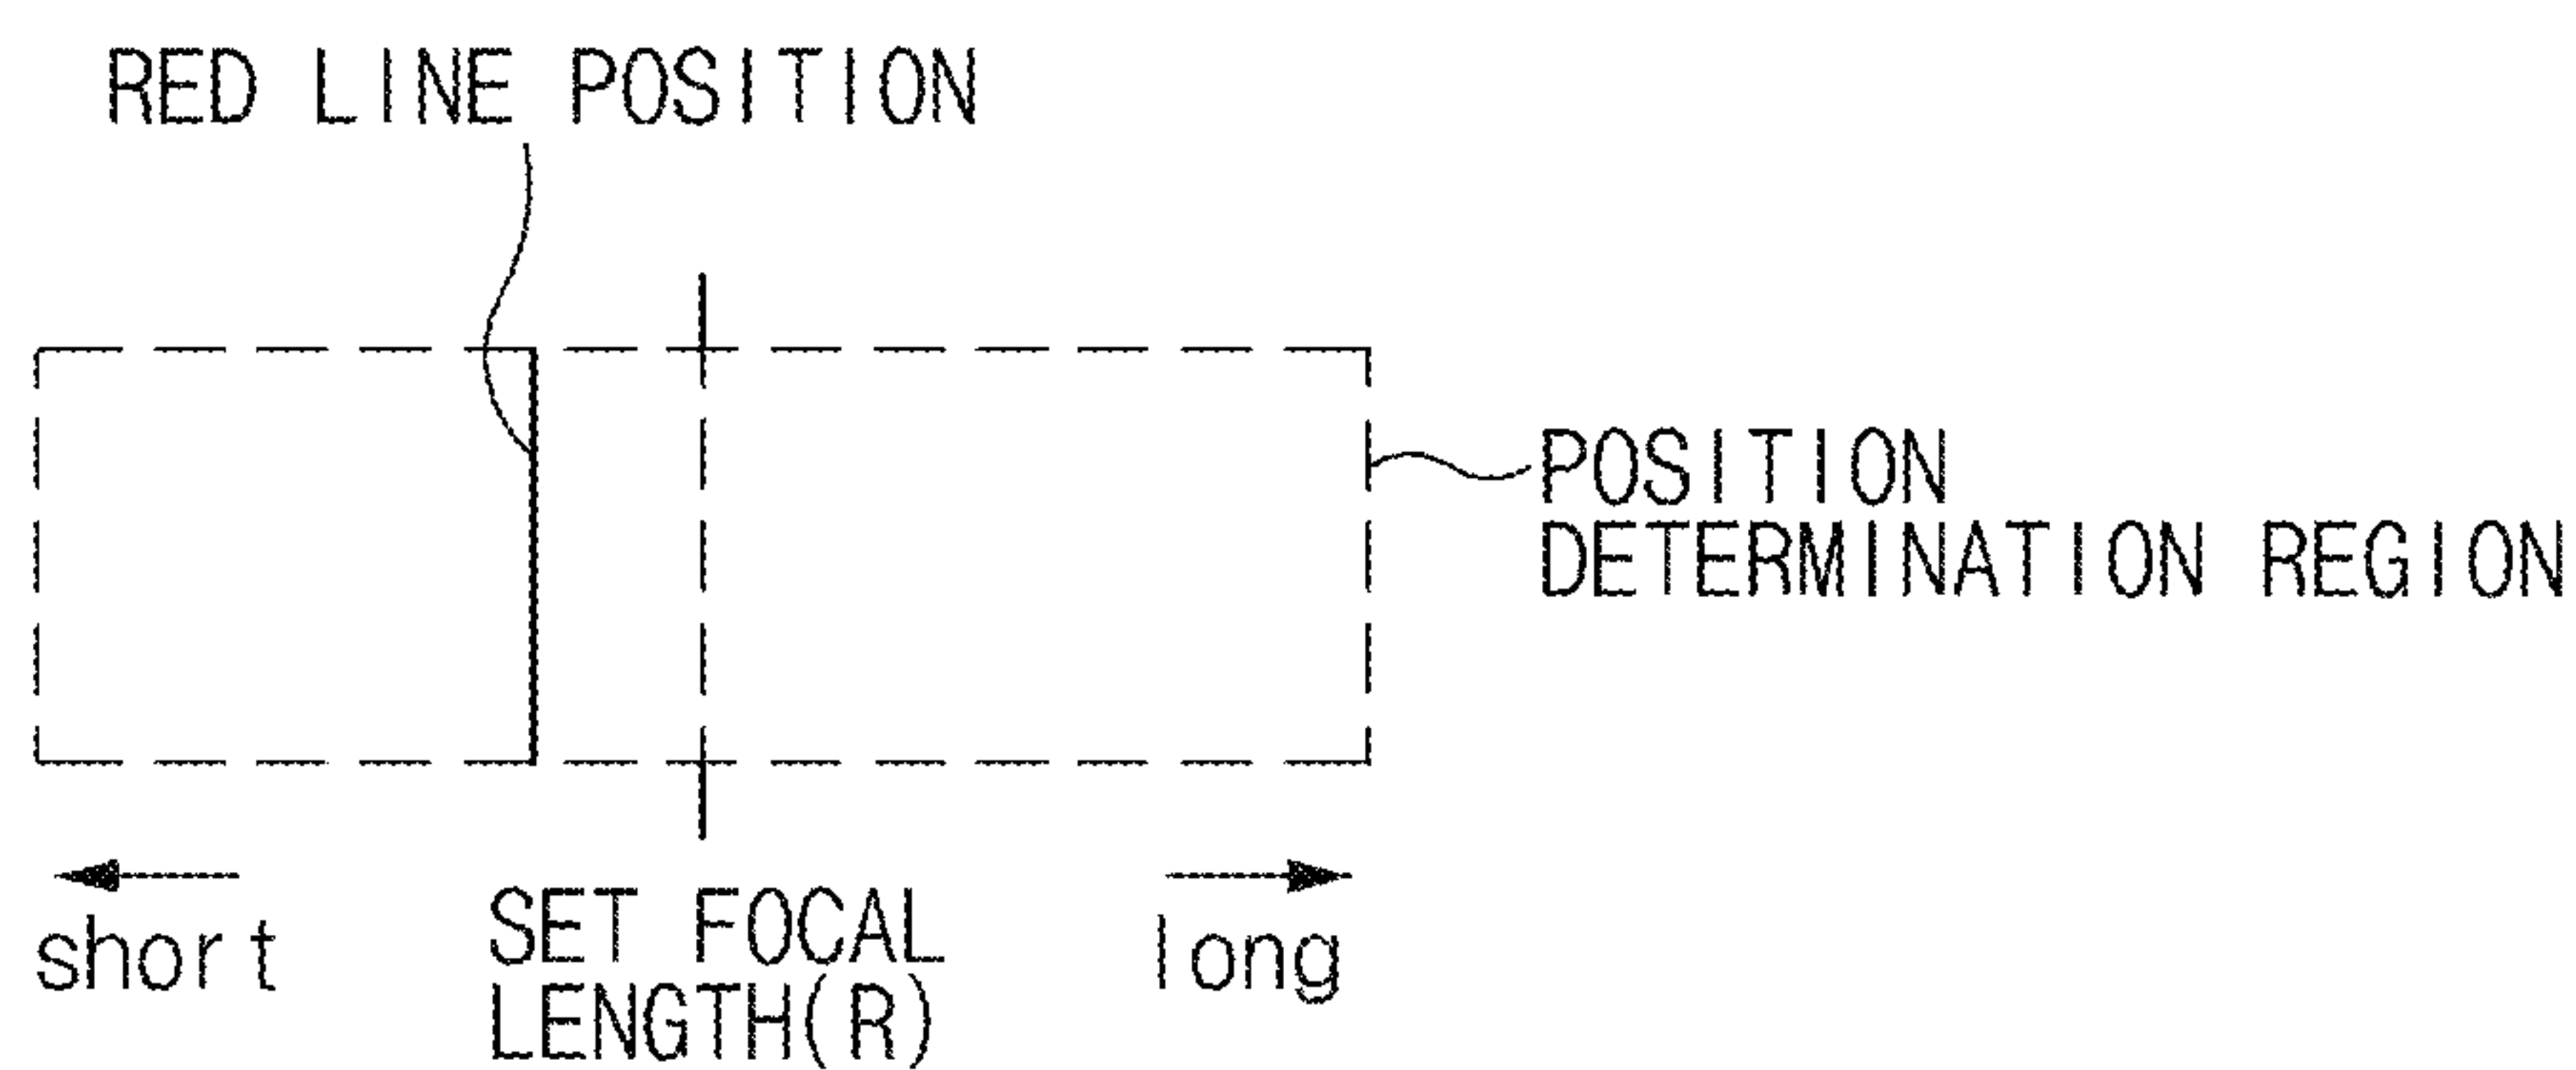 RED LINE POSITION
POSITION
DETERMINATION REGION
short
SET FOCAL
LENGTH(R)
long